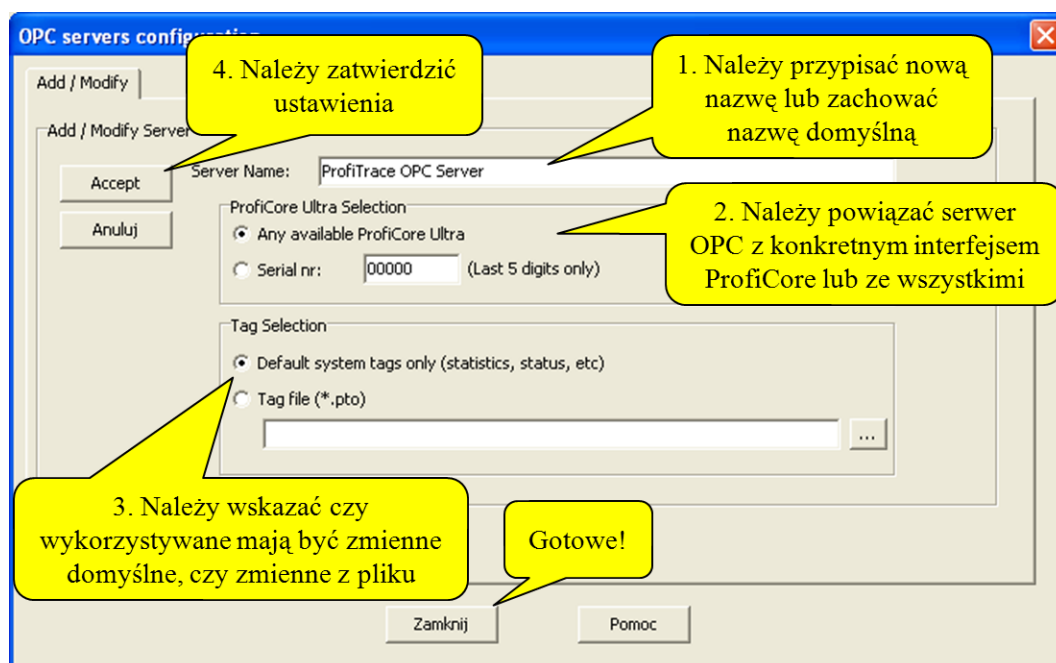 OPC servers configuration
Add / Modify
4. Należy zatwierdzić
ustawienia
1. Należy przypisać nową
nazwę lub zachować
nazwę domyślną
Add / Modify Server
Accept
Server Name:
ProfiTrace OPC Server
Anuluj
ProfiCore Ultra Selection
Any available ProfiCore Ultra
Serial nr:
00000
(Last 5 digits only)
2. Należy powiązać serwer
OPC z konkretnym interfejsem
ProfiCore lub ze wszystkimi
Tag Selection
Default system tags only (statistics, status, etc)
Tag file (*.pto)
...
3. Należy wskazać czy
wykorzystywane mają być zmienne
domyślne, czy zmienne z pliku
Gotowe!
Zamknij
Pomoc